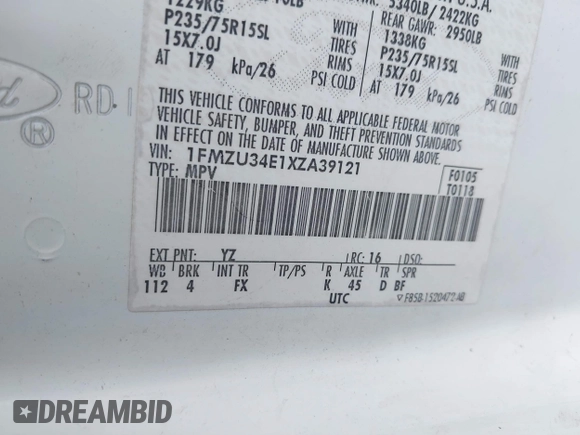 1229KG
P235/75R15SL TIRES
15X7.0J RIMS
AT 179 kPa/26 PSI COLD
5340LB/2422KG
REAR GAWR: 2950LB
1338KG WITH
P235/75R15SL TIRES
15X7.0J RIMS
AT 179 kPa/26 PSI COLD
THIS VEHICLE CONFORMS TO ALL APPLICABLE FEDERAL MOTOR
VEHICLE SAFETY, BUMPER, AND THEFT PREVENTION STANDARDS
IN EFFECT ON THE DATE OF MANUFACTURE SHOWN ABOVE.
VIN: 1FMZU34E1XZA39121
TYPE: MPV
F0105
T0118
EXT PNT: YZ RC: 16 DSO:
WB BRK INT TR TP/PS R AXLE TR SPR
112 4 FX K 45 D BF
UTC
F85B-1520472-AB
RD
®
DREAMBID